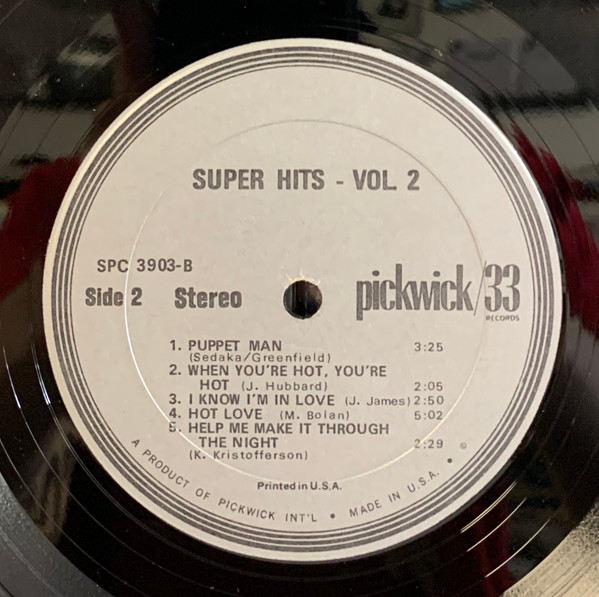 SUPER HITS - VOL. 2
SPC 3903-B
Side 2 Stereo
pickwick/33
RECORDS
1. PUPPET MAN 3:25
(Sedaka/Greenfield)
2. WHEN YOU'RE HOT, YOU'RE
HOT (J. Hubbard) 2:05
3. I KNOW I'M IN LOVE (J. James) 2:50
4. HOT LOVE (M. Bolan) 5:02
5. HELP ME MAKE IT THROUGH
THE NIGHT 2:29
(K. Kristofferson)
Printed in U.S.A.
A PRODUCT OF PICKWICK INT'L • MADE IN U.S.A. • ©